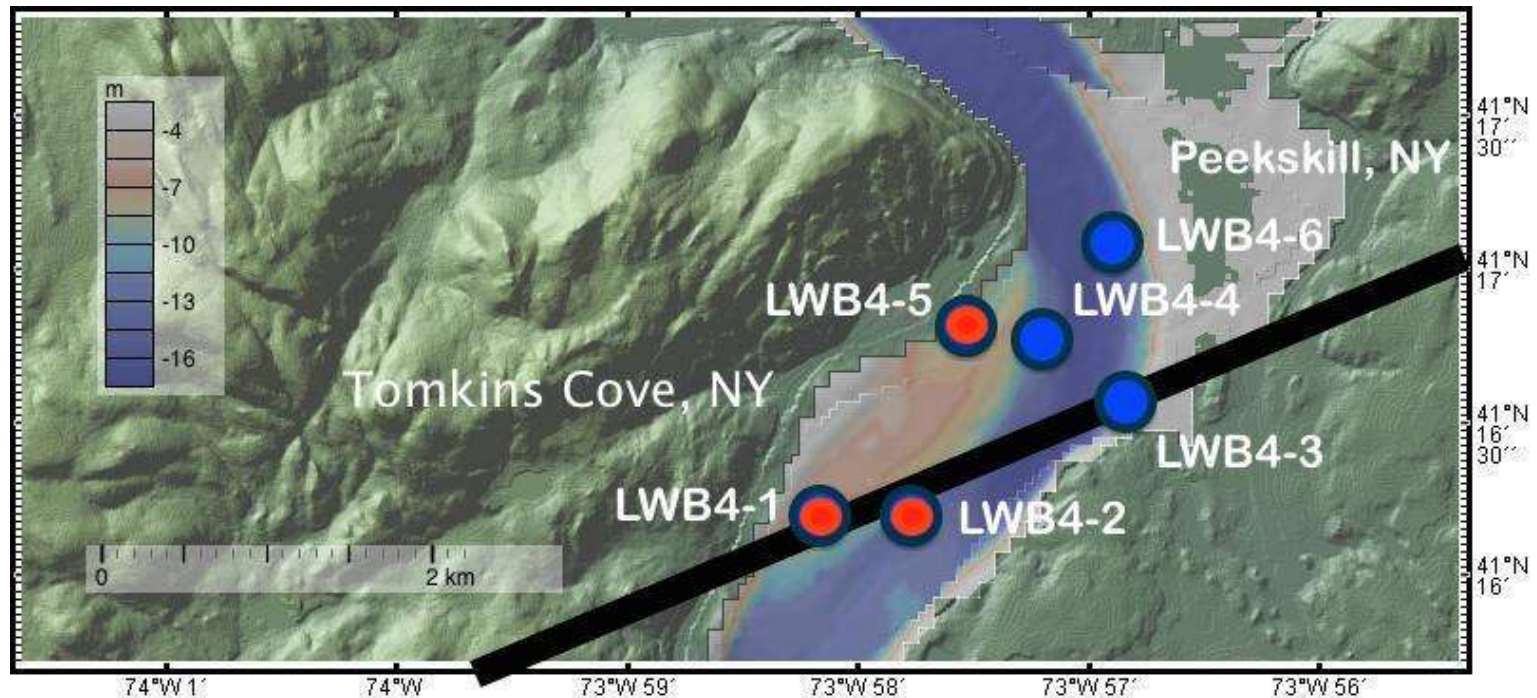 m
-4
-7
-10
-13
-16
41°N
17´
30´´
Peekskill, NY
LWB4-6
41°N
17´
LWB4-5
LWB4-4
Tomkins Cove, NY
41°N
16´
30´´
LWB4-3
LWB4-1
LWB4-2
0 2 km
41°N
16´
74°W 1´ 74°W 73°W 59´ 73°W 58´ 73°W 57´ 73°W 56´